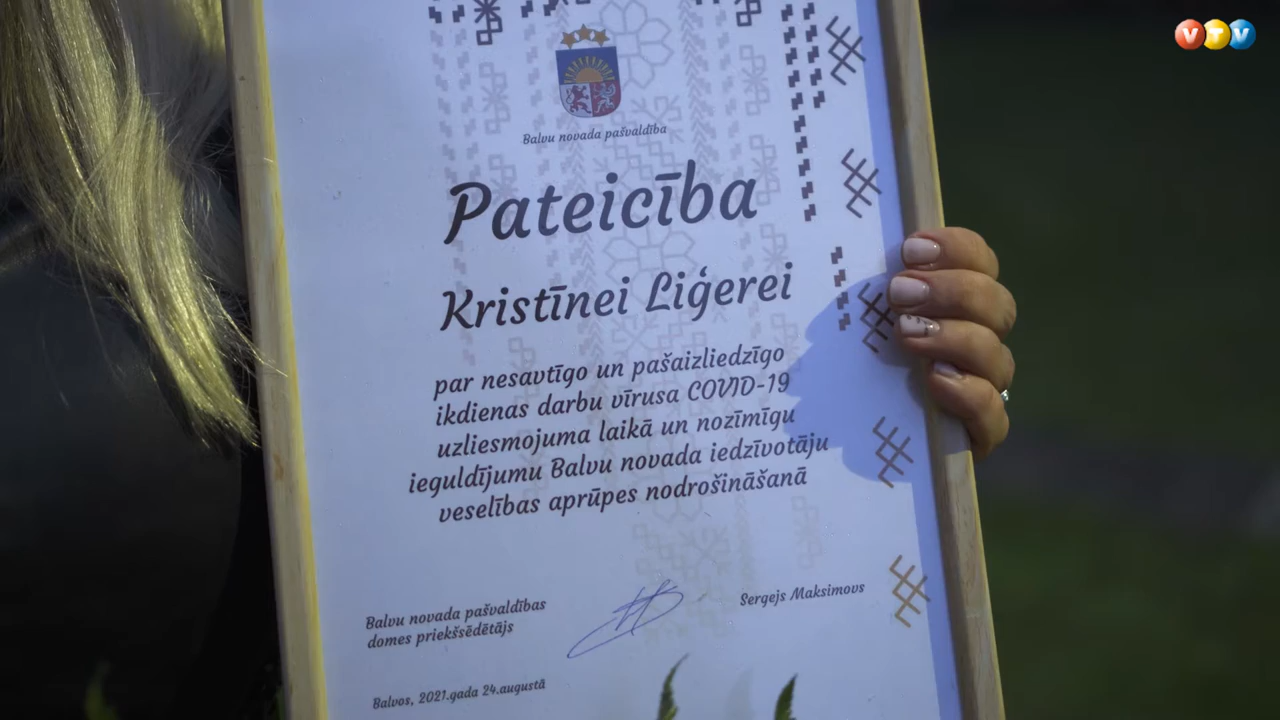 VTV
Balvu novada pašvaldība
Pateicība
Kristīnei Liģerei
par nesavtīgo un pašaizliedzīgo
ikdienas darbu vīrusa COVID-19
uzliesmojuma laikā un nozīmīgu
ieguldījumu Balvu novada iedzīvotāju
veselības aprūpes nodrošināšanā
Balvu novada pašvaldības
domes priekšsēdētājs
Sergejs Maksimovs
Balvos, 2021.gada 24.augustā